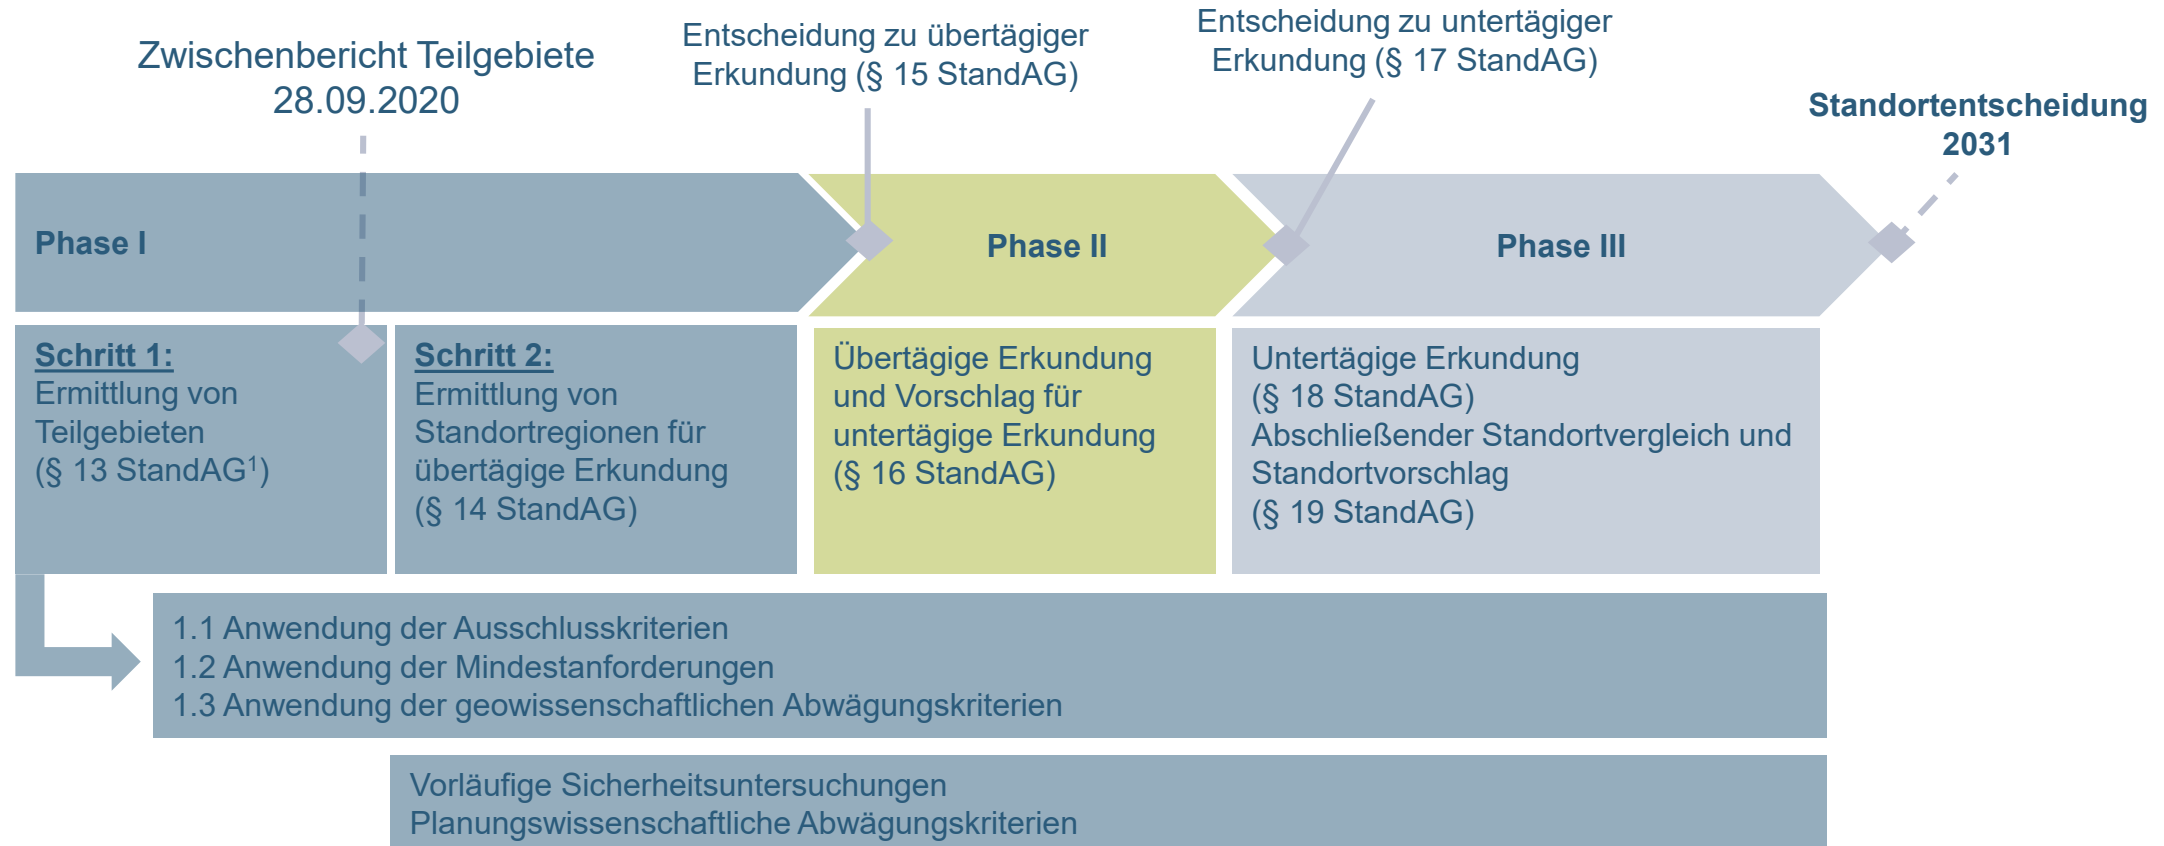 Zwischenbericht Teilgebiete
28.09.2020
Entscheidung zu übertägiger
Erkundung (§ 15 StandAG)
Entscheidung zu untertägiger
Erkundung (§ 17 StandAG)
Standortentscheidung
2031
Phase I
Phase II
Phase III
Schritt 1:
Ermittlung von
Teilgebieten
(§ 13 StandAG¹)
Schritt 2:
Ermittlung von
Standortregionen für
übertägige Erkundung
(§ 14 StandAG)
Übertägige Erkundung
und Vorschlag für
untertägige Erkundung
(§ 16 StandAG)
Untertägige Erkundung
(§ 18 StandAG)
Abschließender Standortvergleich und
Standortvorschlag
(§ 19 StandAG)
1.1 Anwendung der Ausschlusskriterien
1.2 Anwendung der Mindestanforderungen
1.3 Anwendung der geowissenschaftlichen Abwägungskriterien
Vorläufige Sicherheitsuntersuchungen
Planungswissenschaftliche Abwägungskriterien